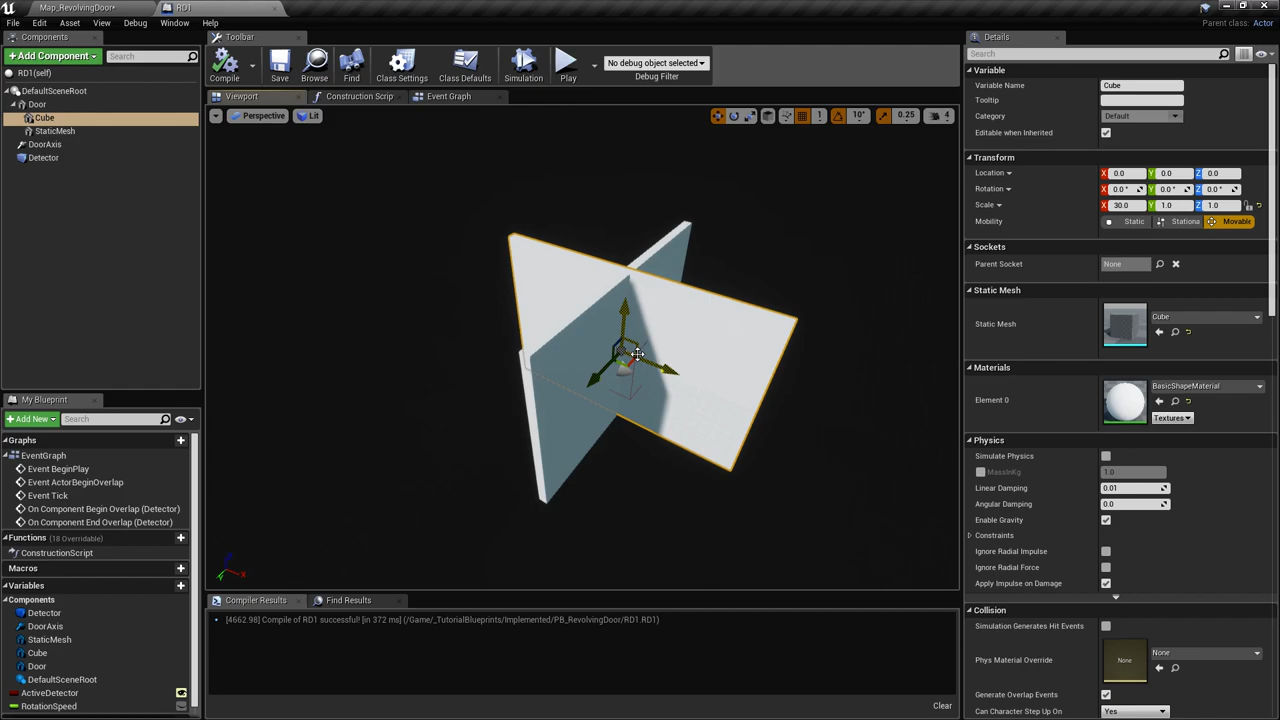 Map_RevolvingDoor*
RD1
File Edit Asset View Debug Window Help
Parent class: Actor
Components
Add Component
Search
RD1(self)
DefaultSceneRoot
Door
Cube
StaticMesh
DoorAxis
Detector
Toolbar
Compile Save Browse Find Class Settings Class Defaults Simulation Play
No debug object selected
Debug Filter
Viewport Construction Scrip Event Graph
Perspective Lit
1 10° 0.25 4
My Blueprint
Add New Search
Graphs
EventGraph
Event BeginPlay
Event ActorBeginOverlap
Event Tick
On Component Begin Overlap (Detector)
On Component End Overlap (Detector)
Functions (18 Overridable)
ConstructionScript
Macros
Variables
Components
Detector
DoorAxis
StaticMesh
Cube
Door
DefaultSceneRoot
ActiveDetector
RotationSpeed
Compiler Results Find Results
[4662.98] Compile of RD1 successful! [in 372 ms] (/Game/_TutorialBlueprints/Implemented/PB_RevolvingDoor/RD1.RD1)
Clear
Details
Search
Variable
Variable Name Cube
Tooltip
Category Default
Editable when Inherited
Transform
Location X 0.0 Y 0.0 Z 0.0
Rotation X 0.0 ° Y 0.0 ° Z 0.0 °
Scale X 30.0 Y 1.0 Z 1.0
Mobility Static Stationa Movable
Sockets
Parent Socket None
Static Mesh
Static Mesh Cube
Materials
Element 0 BasicShapeMaterial
Textures
Physics
Simulate Physics
MassInKg 1.0
Linear Damping 0.01
Angular Damping 0.0
Enable Gravity
Constraints
Ignore Radial Impulse
Ignore Radial Force
Apply Impulse on Damage
Collision
Simulation Generates Hit Events
Phys Material Override None None
Generate Overlap Events
Can Character Step Up On Yes